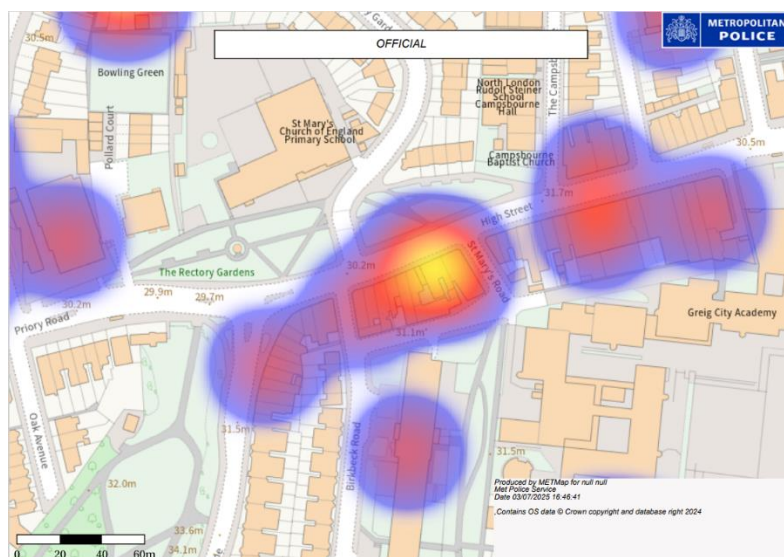 30.5m
OFFICIAL
METROPOLITAN
POLICE
Bowling Green
Pollard Court
St Mary's
Church of England
Primary School
North London
Rudolf Steiner
School
Campsbourne
Hall
The Campsbourne
Campsbourne
Baptist Church
30.5m
31.7m
High Street
St Mary's Road
30.2m
The Rectory Gardens
29.9m
29.7m
30.2m
Priory Road
31.1m
Greig City Academy
Oak Avenue
31.5m
Birkbeck Road
31.5m
32.0m
33.6m
34.1m
0 20 40 60m
Produced by METMap for null null
Met Police Service
Date 03/07/2025 16:46:41
.Contains OS data © Crown copyright and database right 2024